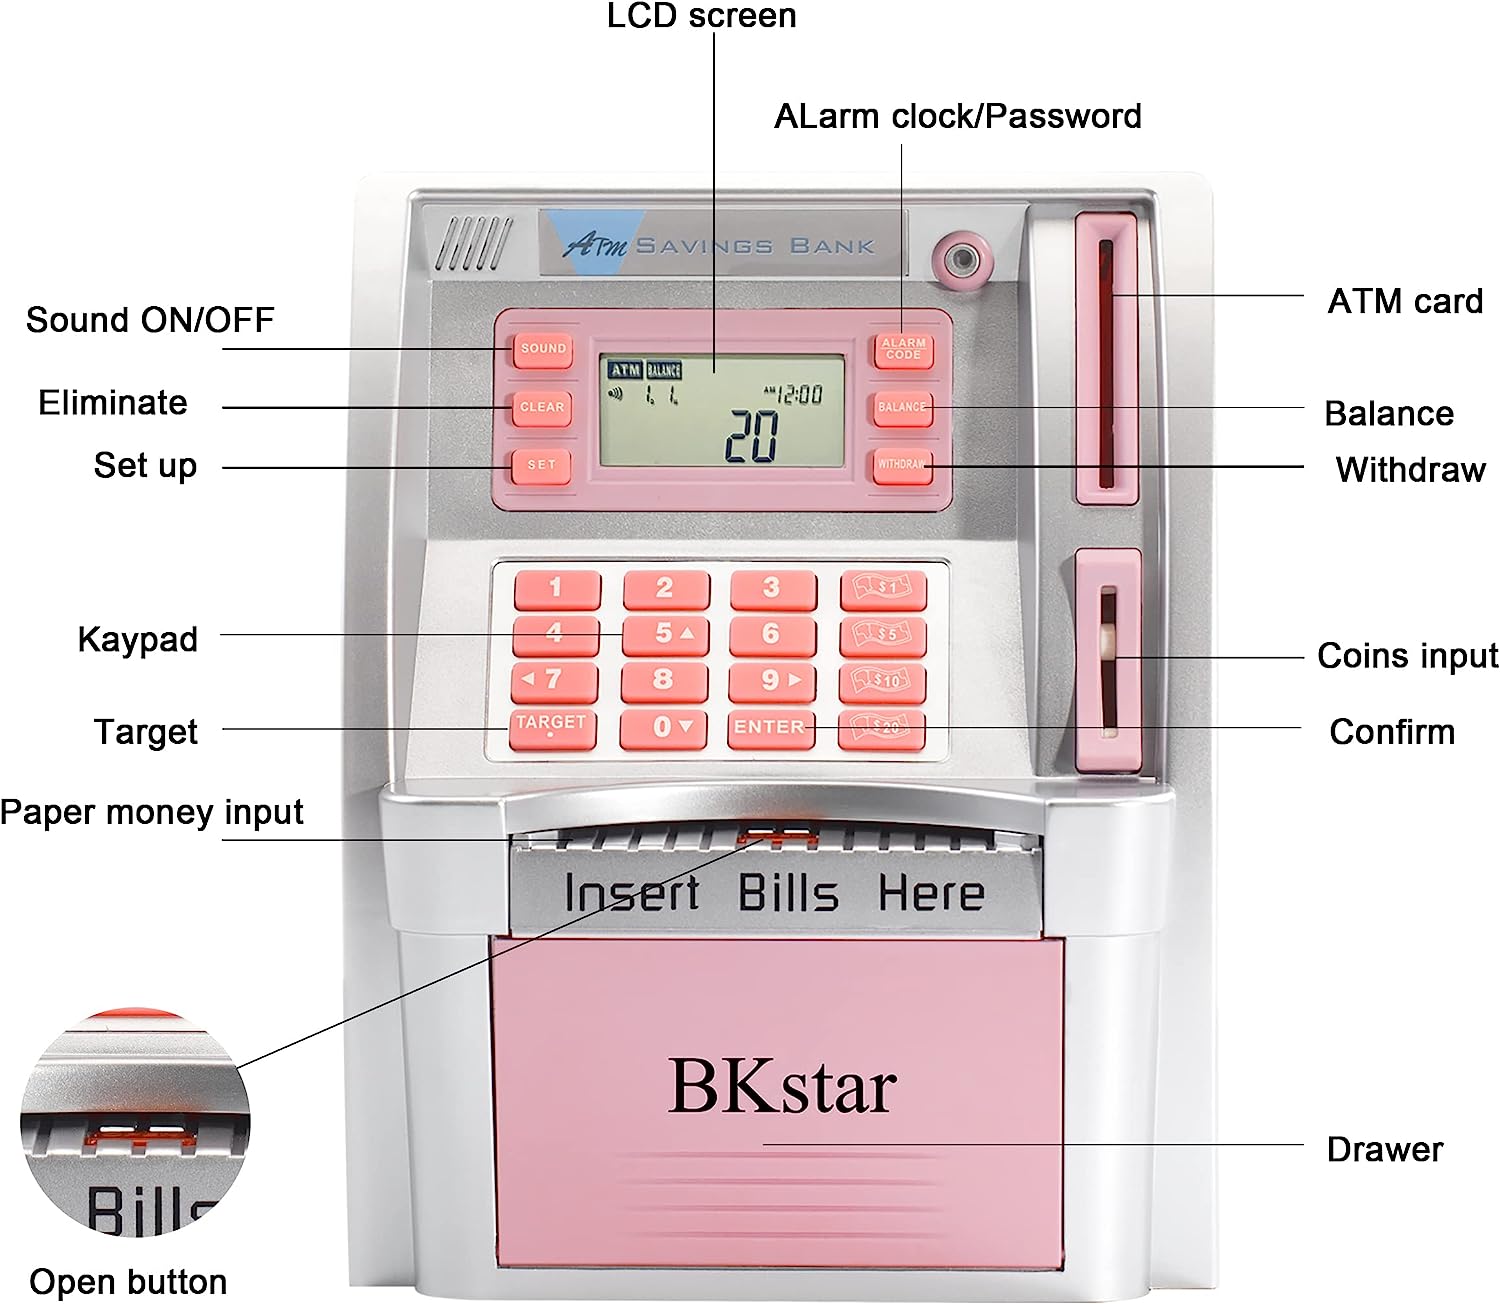 LCD screen
ALarm clock/Password
ATM SAVINGS BANK
ATM card
Sound ON/OFF
SOUND
ALARM
CODE
ATM BALANCE
1 1 AM 12:00
20
Eliminate
CLEAR
BALANCE
Balance
Set up
SET
WITHDRAW
Withdraw
1 2 3 $1
Kaypad
4 5 6 $5
Coins input
7 8 9 $10
Target
TARGET 0 ENTER $20
Confirm
Paper money input
Insert Bills Here
BKstar
Drawer
Bills
Open button